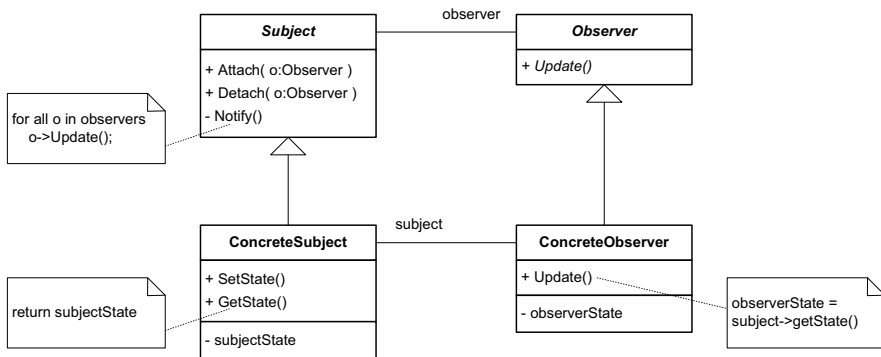 observer
Subject
+ Attach( o:Observer )
+ Detach( o:Observer )
- Notify()
Observer
+ Update()
for all o in observers
o->Update();
subject
ConcreteSubject
+ SetState()
+ GetState()
- subjectState
ConcreteObserver
+ Update()
- observerState
return subjectState
observerState =
subject->getState()